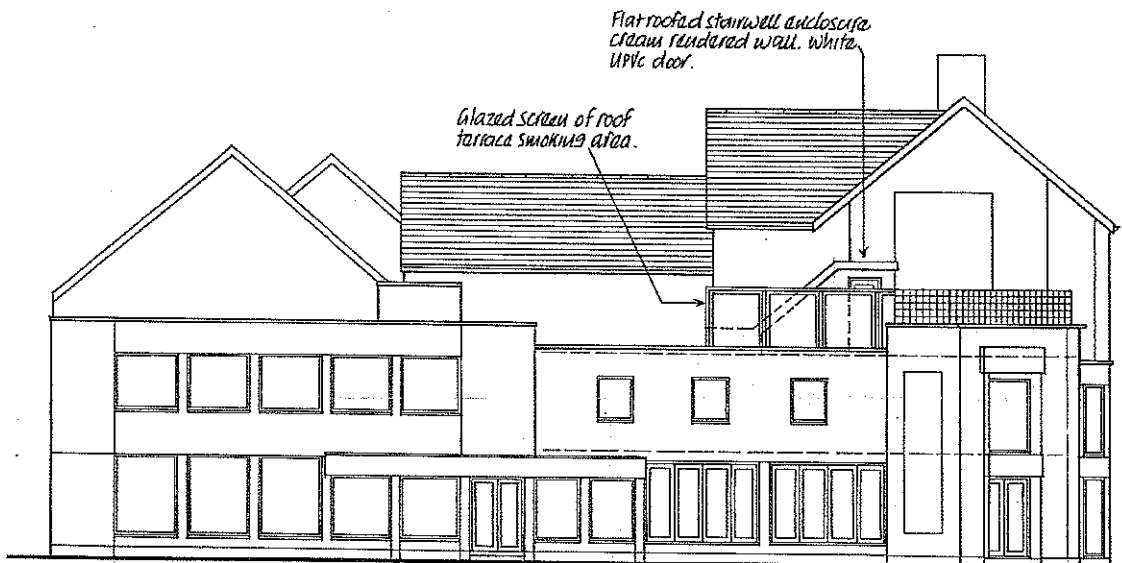 Flat roofed stairwell enclosure
cream rendered wall. White
UPVc door.
Glazed screen of roof
terrace smoking area.